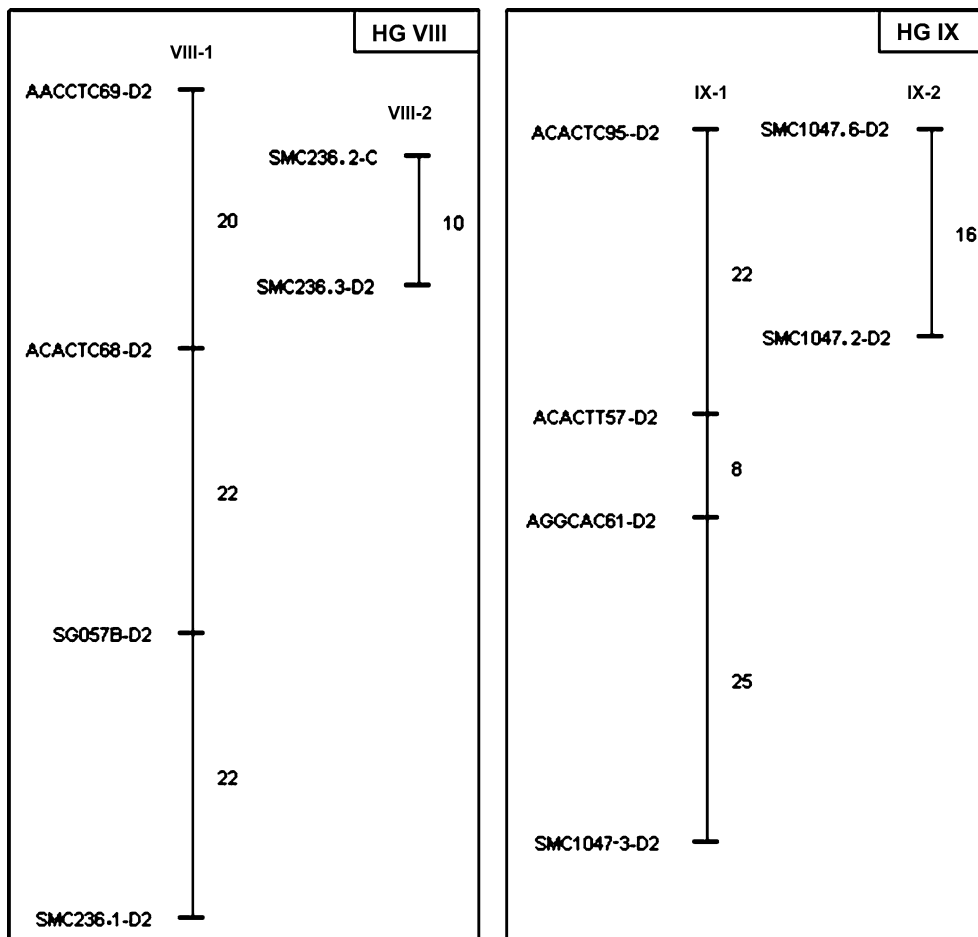 HG VIII
VIII-1
AACCTC69-D2
20
ACACTC68-D2
22
SG057B-D2
22
SMC236.1-D2
VIII-2
SMC236.2-C
10
SMC236.3-D2
HG IX
IX-1
ACACTC95-D2
22
ACACTT57-D2
8
AGGCAC61-D2
25
SMC1047-3-D2
IX-2
SMC1047.6-D2
16
SMC1047.2-D2